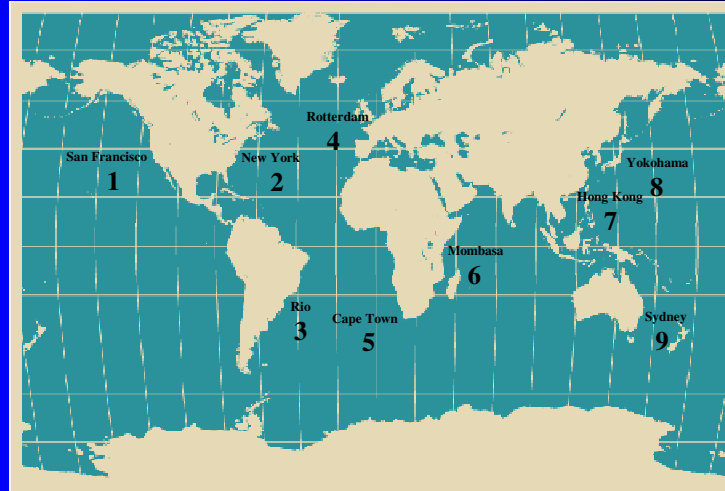 Rotterdam
4
San Francisco
1
New York
2
Yokohama
8
Hong Kong
7
Mombasa
6
Rio
3
Cape Town
5
Sydney
9